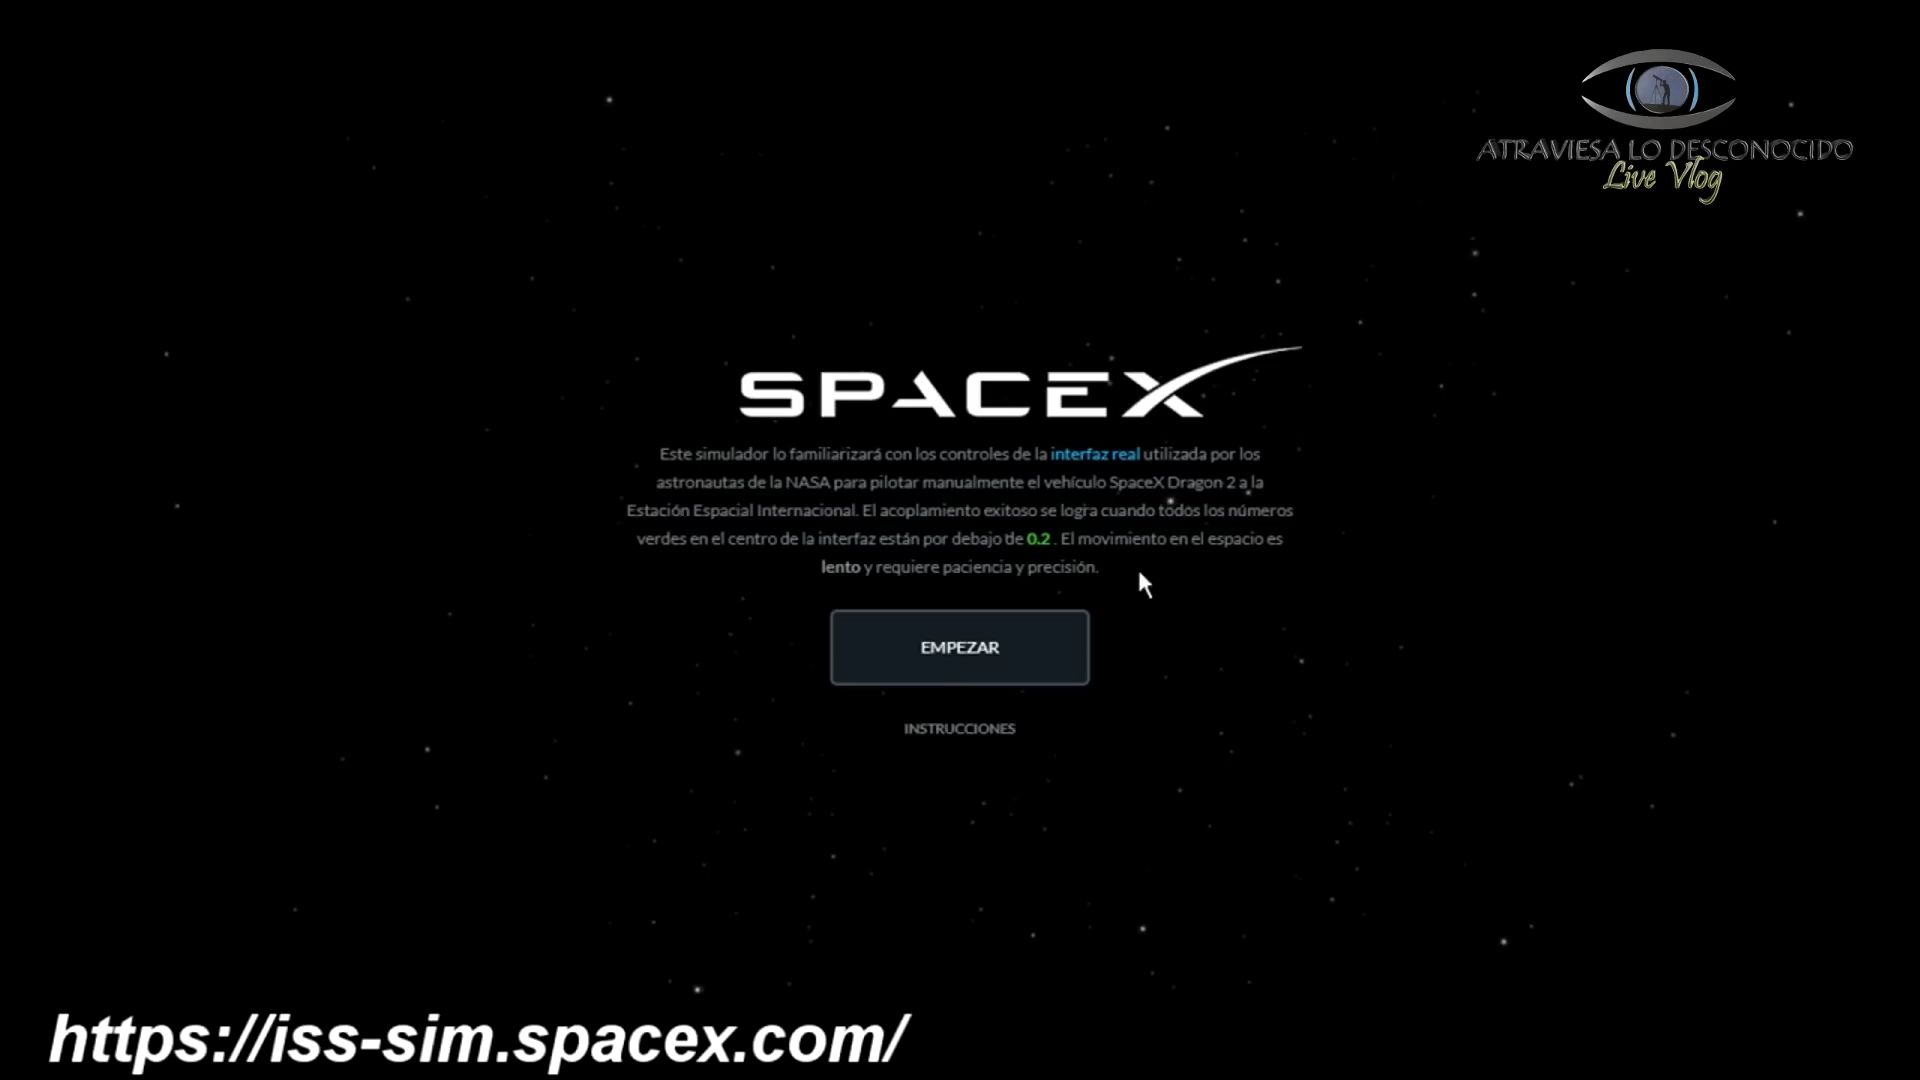 ATRAVIESA LO DESCONOCIDO
Live Vlog
SPACEX
Este simulador lo familiarizará con los controles de la interfaz real utilizada por los
astronautas de la NASA para pilotar manualmente el vehículo SpaceX Dragon 2 a la
Estación Espacial Internacional. El acoplamiento exitoso se logra cuando todos los números
verdes en el centro de la interfaz están por debajo de 0.2 . El movimiento en el espacio es
lento y requiere paciencia y precisión.
EMPEZAR
INSTRUCCIONES
https://iss-sim.spacex.com/